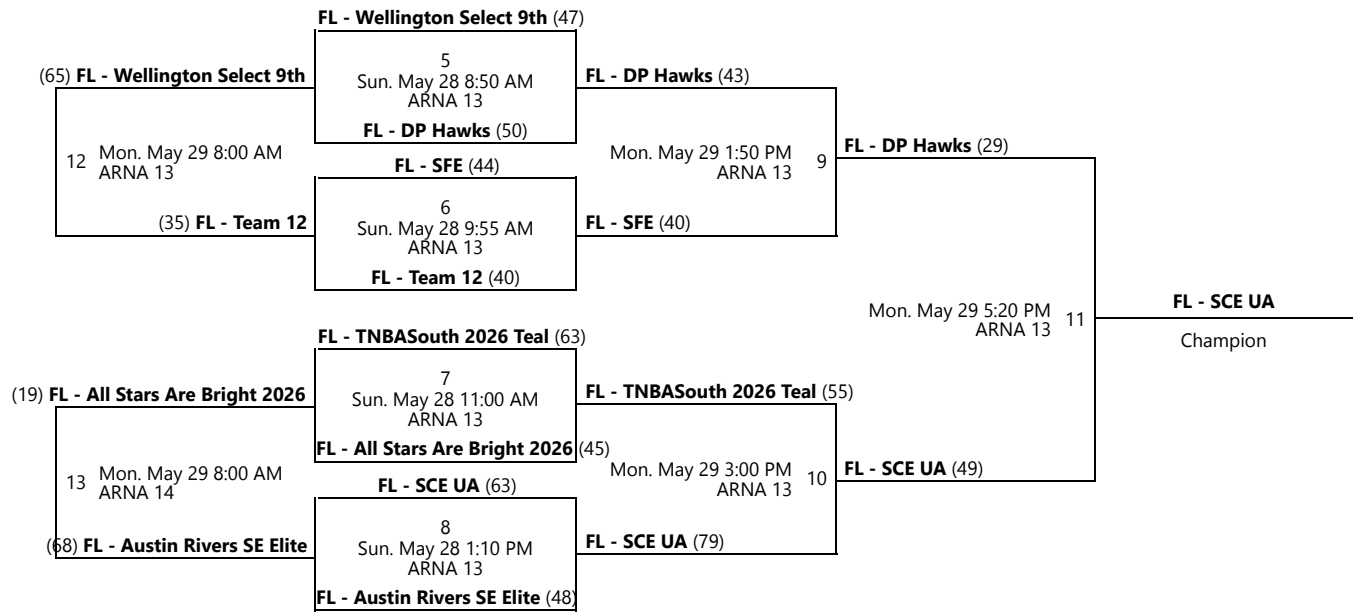 FL - Wellington Select 9th (47)
(65) FL - Wellington Select 9th
5
Sun. May 28 8:50 AM
ARNA 13
FL - DP Hawks (43)
FL - DP Hawks (50)
12
Mon. May 29 8:00 AM
ARNA 13
FL - SFE (44)
Mon. May 29 1:50 PM
ARNA 13
9
FL - DP Hawks (29)
(35) FL - Team 12
6
Sun. May 28 9:55 AM
ARNA 13
FL - SFE (40)
FL - Team 12 (40)
Mon. May 29 5:20 PM
ARNA 13
11
FL - SCE UA
Champion
FL - TNBASouth 2026 Teal (63)
(19) FL - All Stars Are Bright 2026
7
Sun. May 28 11:00 AM
ARNA 13
FL - TNBASouth 2026 Teal (55)
FL - All Stars Are Bright 2026 (45)
13
Mon. May 29 8:00 AM
ARNA 14
FL - SCE UA (63)
Mon. May 29 3:00 PM
ARNA 13
10
FL - SCE UA (49)
(68) FL - Austin Rivers SE Elite
8
Sun. May 28 1:10 PM
ARNA 13
FL - SCE UA (79)
FL - Austin Rivers SE Elite (48)